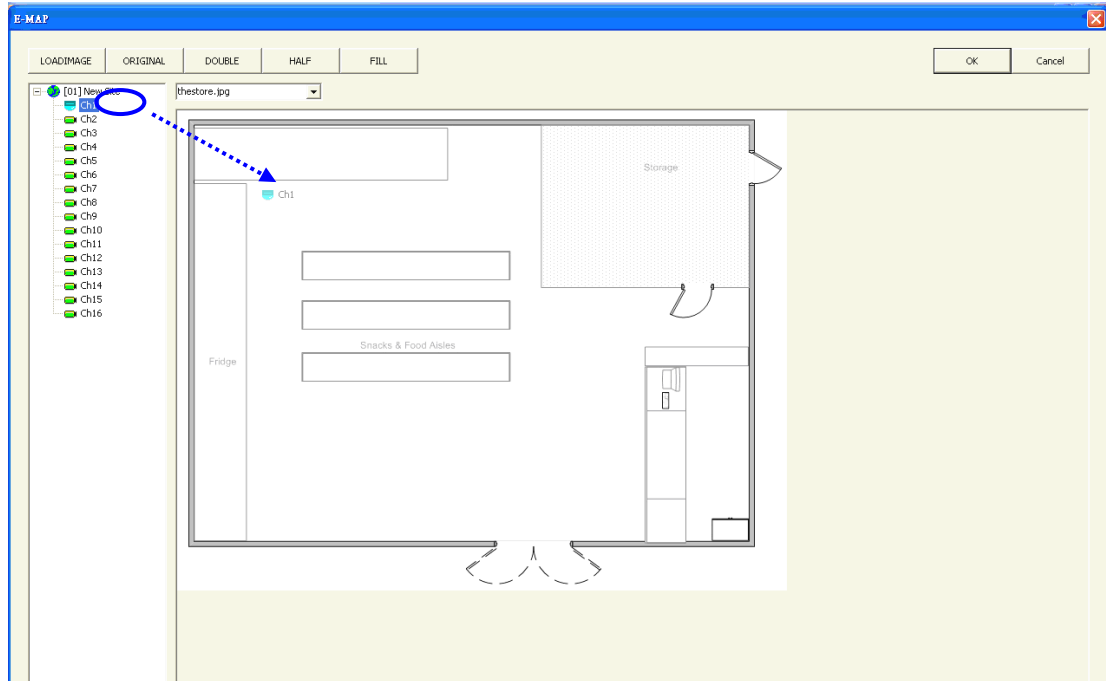 E-MAP
LOADIMAGE ORIGINAL DOUBLE HALF FILL OK Cancel
[01] New Site
thestore.jpg
Ch1
Ch2
Ch3
Ch4
Ch5
Ch6
Ch7
Ch8
Ch9
Ch10
Ch11
Ch12
Ch13
Ch14
Ch15
Ch16
Storage
Ch1
Snacks & Food Aisles
Fridge